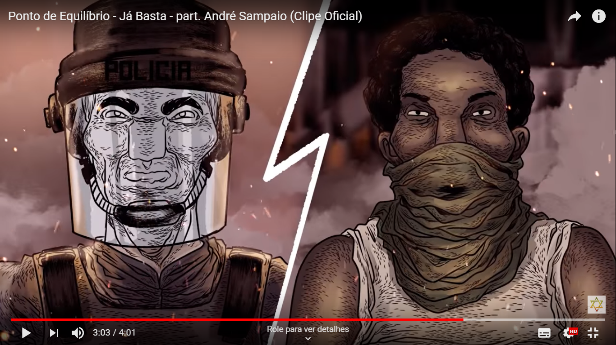 Ponto de Equilíbrio - Já Basta - part. André Sampaio (Clipe Oficial)
POLICIA
3:03 / 4:01
Role para ver detalhes
HD